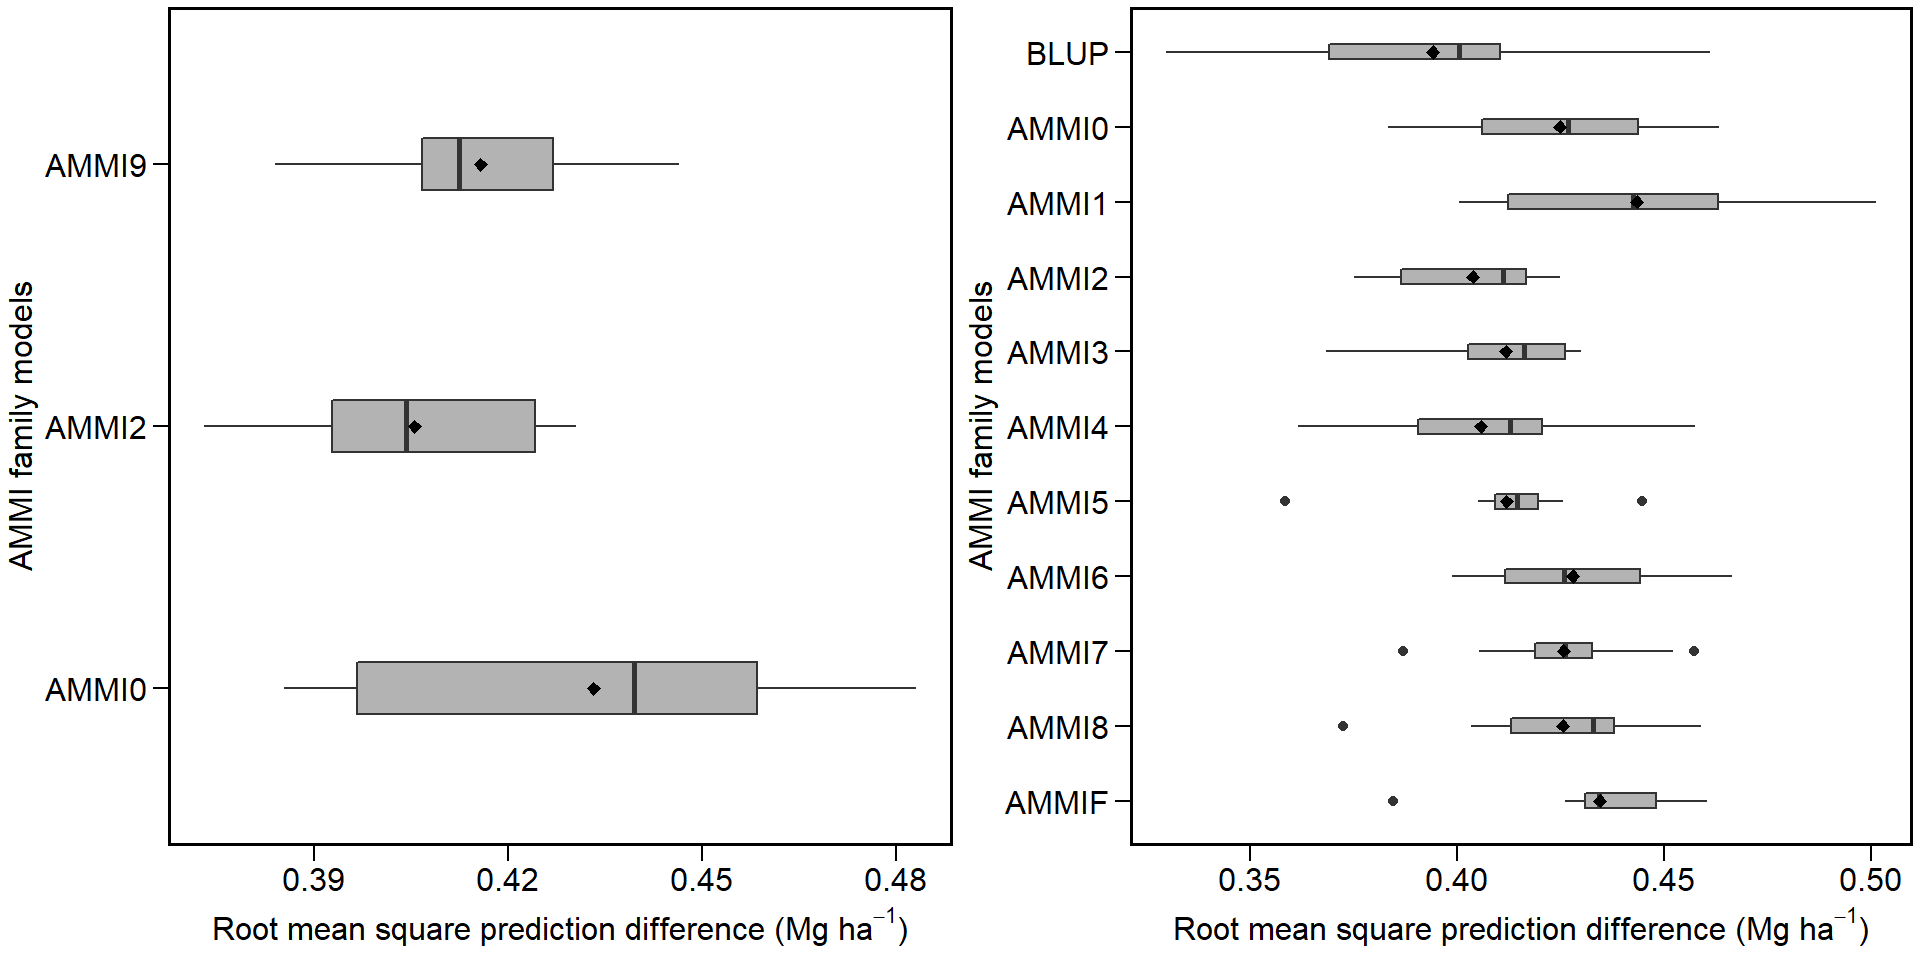 AMMI family models
AMMI9
AMMI2
AMMI0
0.39 0.42 0.45 0.48
Root mean square prediction difference (Mg ha⁻¹)
AMMI family models
BLUP
AMMI0
AMMI1
AMMI2
AMMI3
AMMI4
AMMI5
AMMI6
AMMI7
AMMI8
AMMIF
0.35 0.40 0.45 0.50
Root mean square prediction difference (Mg ha⁻¹)